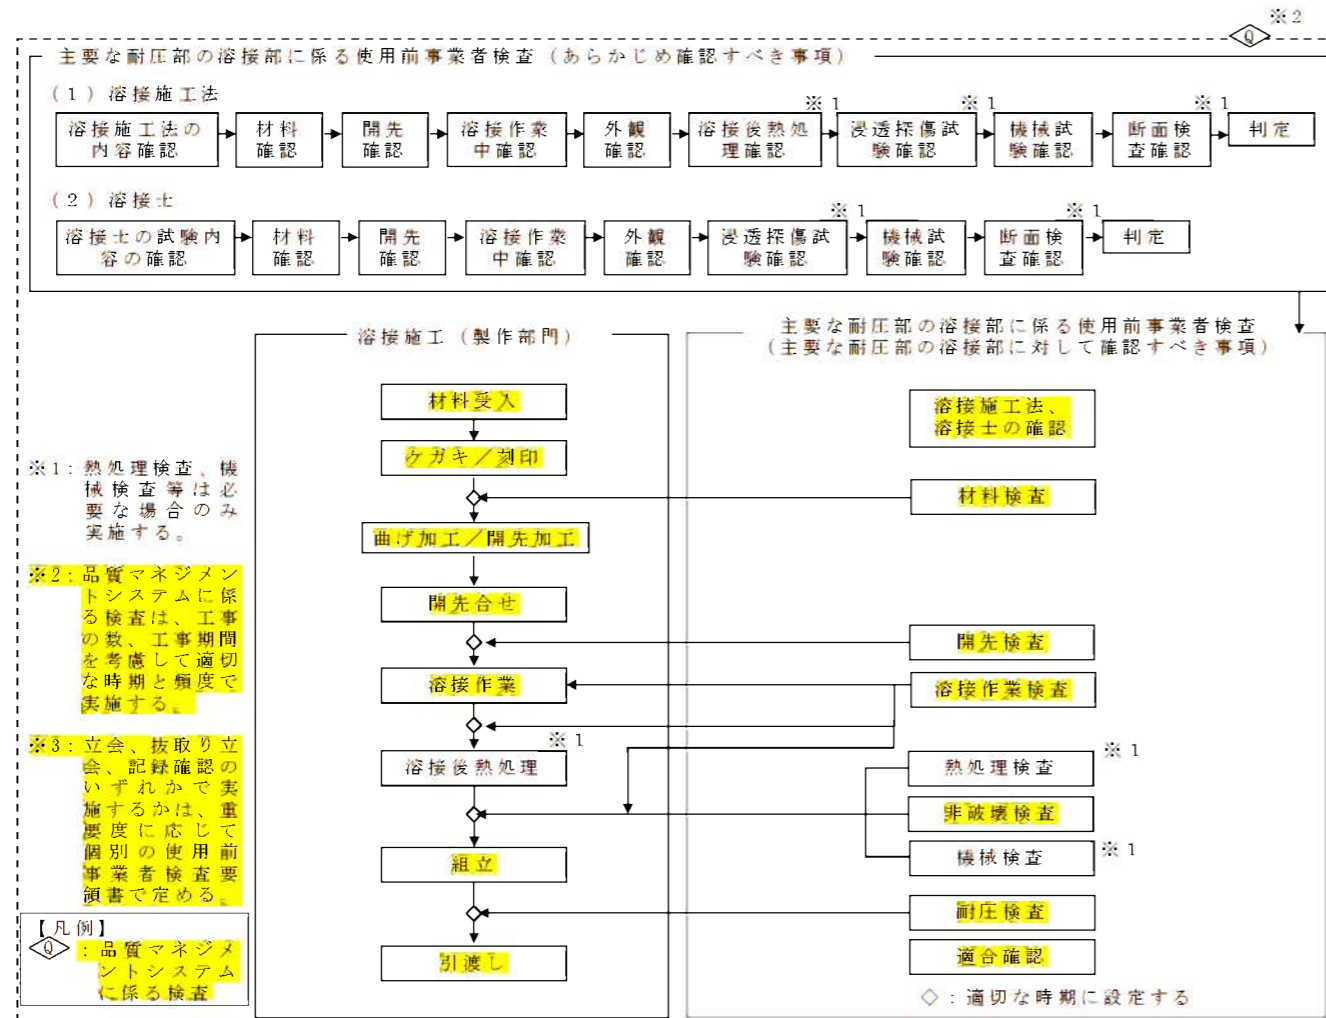 ※2
Q
主要な耐圧部の溶接部に係る使用前事業者検査（あらかじめ確認すべき事項）
（1）溶接施工法
※1
※1
※1
溶接施工法の
内容確認
材料
確認
開先
確認
溶接作業
中確認
外観
確認
溶接後熱処
理確認
浸透探傷試
験確認
機械試
験確認
断面検
査確認
判定
（2）溶接士
※1
※1
溶接士の試験内
容の確認
材料
確認
開先
確認
溶接作業
中確認
外観
確認
浸透探傷試
験確認
機械試
験確認
断面検
査確認
判定
溶接施工（製作部門）
材料受入
ケガキ／刻印
曲げ加工／開先加工
開先合せ
溶接作業
※1
溶接後熱処理
組立
引渡し
主要な耐圧部の溶接部に係る使用前事業者検査
（主要な耐圧部の溶接部に対して確認すべき事項）
溶接施工法、
溶接士の確認
材料検査
開先検査
溶接作業検査
熱処理検査
※1
非破壊検査
機械検査
※1
耐圧検査
適合確認
◇：適切な時期に設定する
※1：熱処理検査、機
械検査等は必
要な場合のみ
実施する。
※2：品質マネジメン
トシステムに係
る検査は、工事
の数、工事期間
を考慮して適切
な時期と頻度で
実施する。
※3：立会、抜取り立
会、記録確認の
いずれかで実
施するかは、重
要度に応じて
個別の使用前
事業者検査要
領書で定める。
【凡例】
Q：品質マネジメ
ントシステム
に係る検査